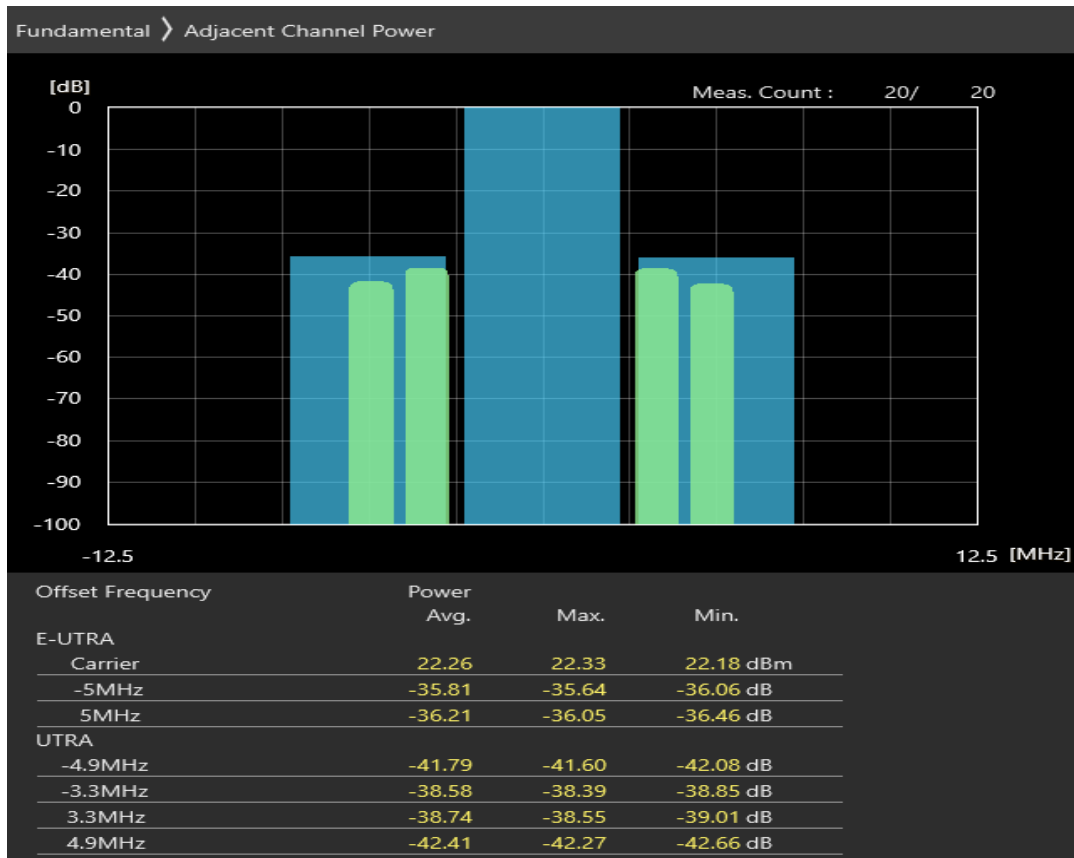 Fundamental ❯ Adjacent Channel Power
[dB]
Meas. Count : 20/ 20
0
-10
-20
-30
-40
-50
-60
-70
-80
-90
-100
-12.5 12.5 [MHz]
Offset Frequency Power
Avg. Max. Min.
E-UTRA
Carrier 22.26 22.33 22.18 dBm
-5MHz -35.81 -35.64 -36.06 dB
5MHz -36.21 -36.05 -36.46 dB
UTRA
-4.9MHz -41.79 -41.60 -42.08 dB
-3.3MHz -38.58 -38.39 -38.85 dB
3.3MHz -38.74 -38.55 -39.01 dB
4.9MHz -42.41 -42.27 -42.66 dB